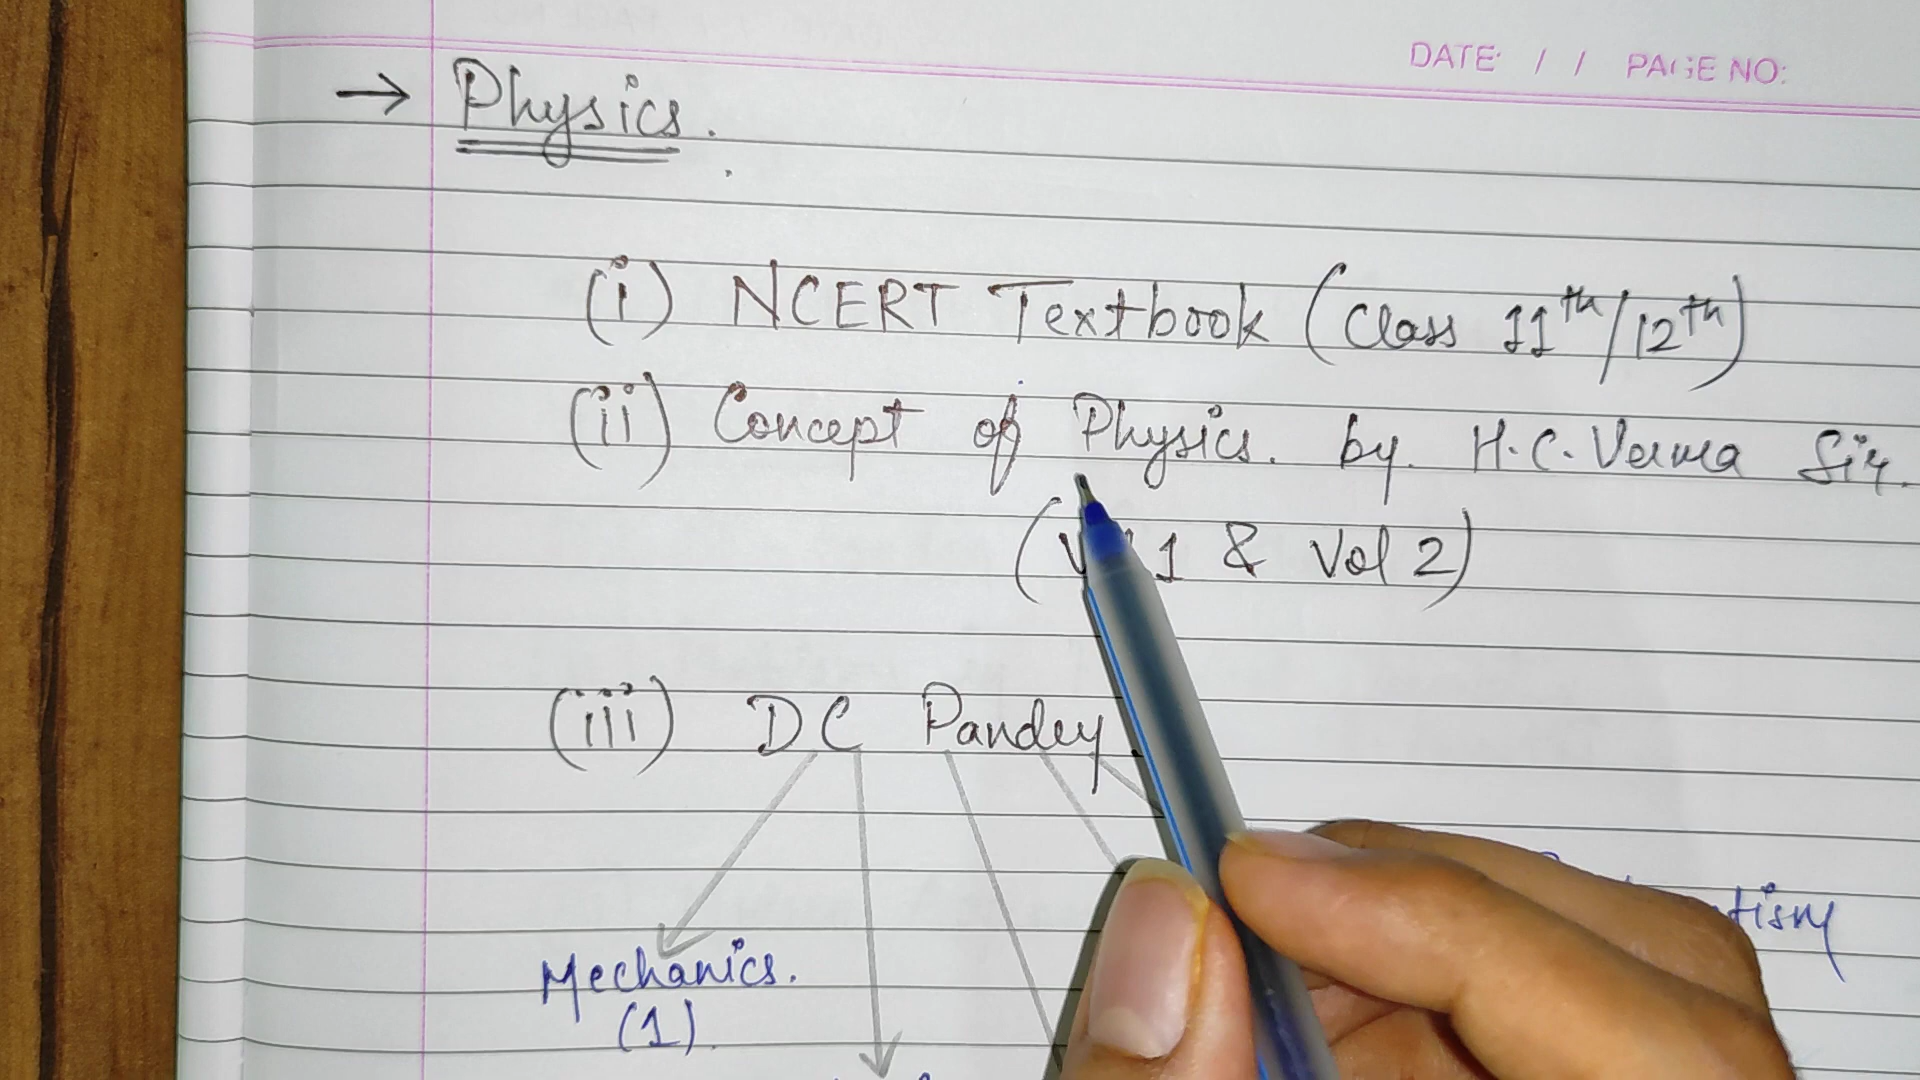 DATE: / / PAGE NO:
→ Physics.
(i) NCERT Textbook (Class 11th/12th)
(ii) Concept of Physics. by. H.C. Verma Sir.
1 & Vol 2)
(iii) DC Pandey
Mechanics.
(1).